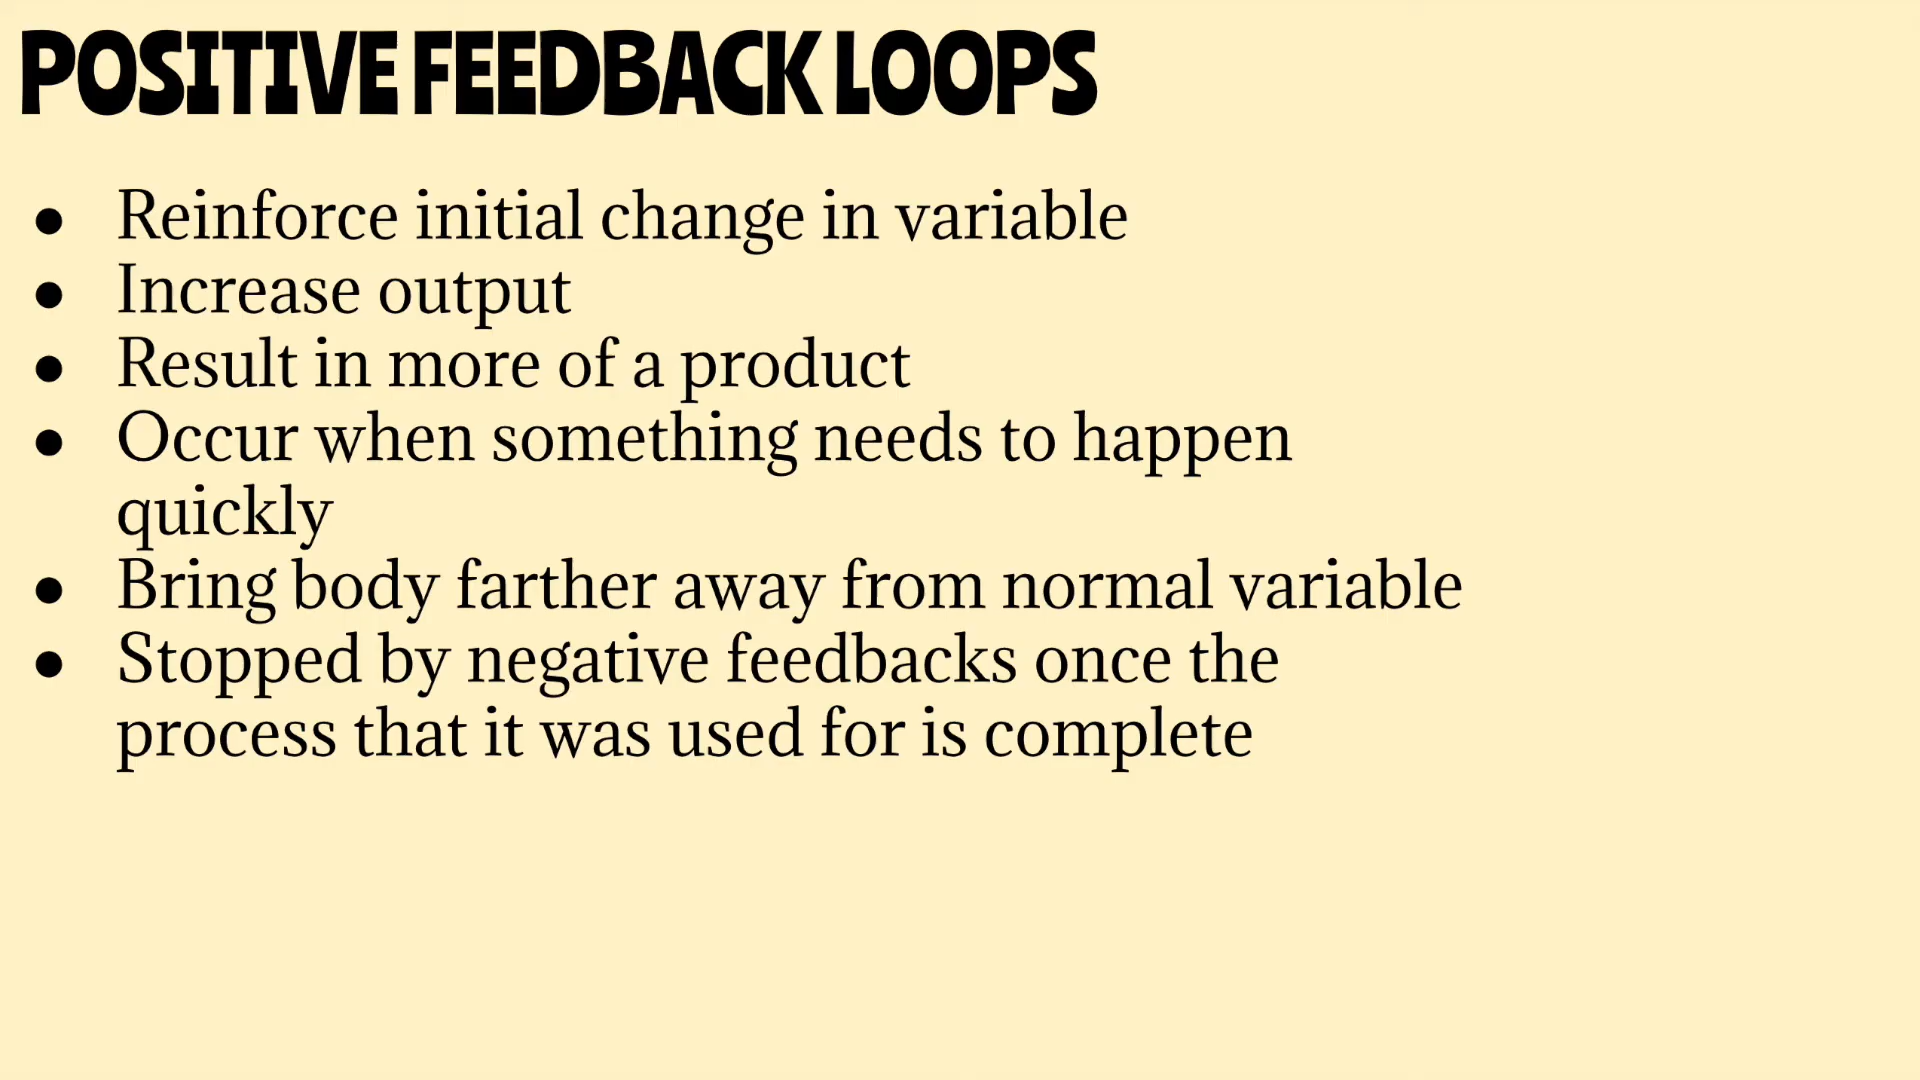 POSITIVE FEEDBACK LOOPS
● Reinforce initial change in variable
● Increase output
● Result in more of a product
● Occur when something needs to happen
quickly
● Bring body farther away from normal variable
● Stopped by negative feedbacks once the
process that it was used for is complete